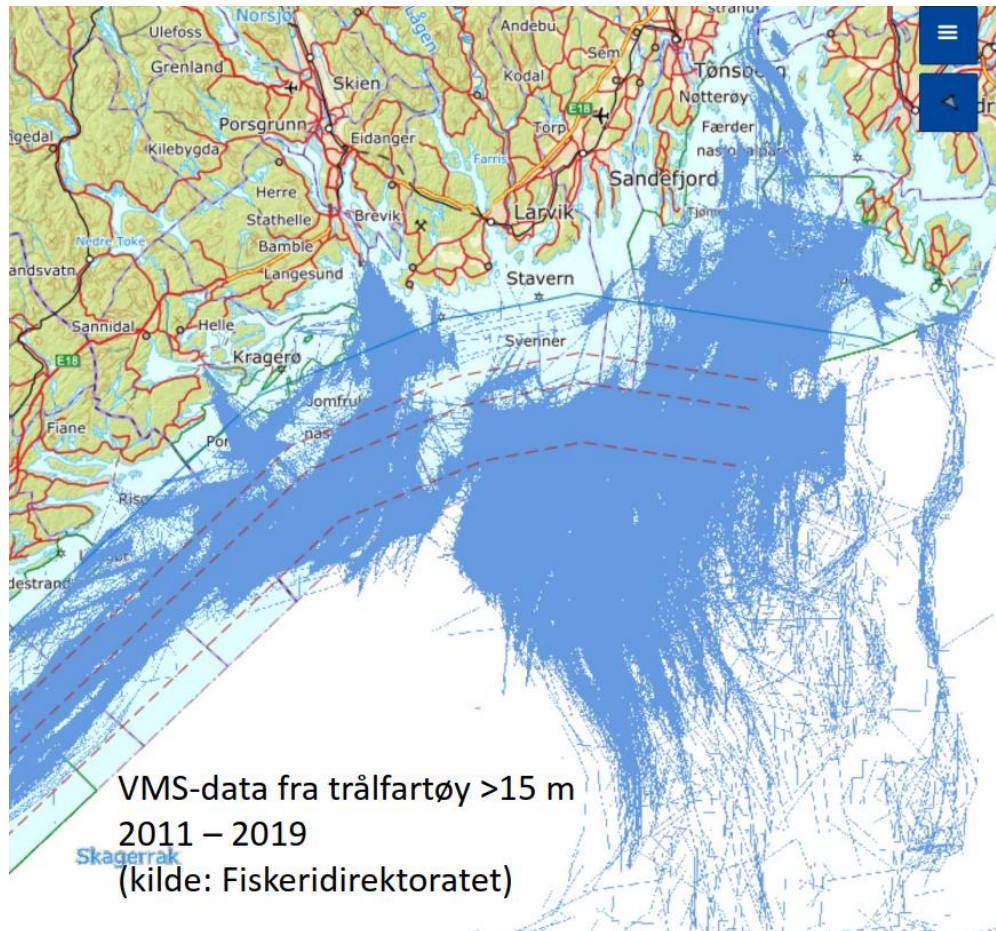 Norsjø
Lågen
Andebu
Ulefoss
Grenland
Skien
Kodal
Sem
Tønsberg
E18
Nøtterøy
Porsgrunn
Eidanger
Torp
Færder
Kilebygda
Farris
Sandefjord
Herre
Stathelle
Brevik
Larvik
Nedre Toke
Bamble
Langesund
Stavern
Sannidal
Helle
Svenner
E18
Kragerø
Fiane
VMS-data fra trålfartøy >15 m
2011 – 2019
Skagerrak
(kilde: Fiskeridirektoratet)